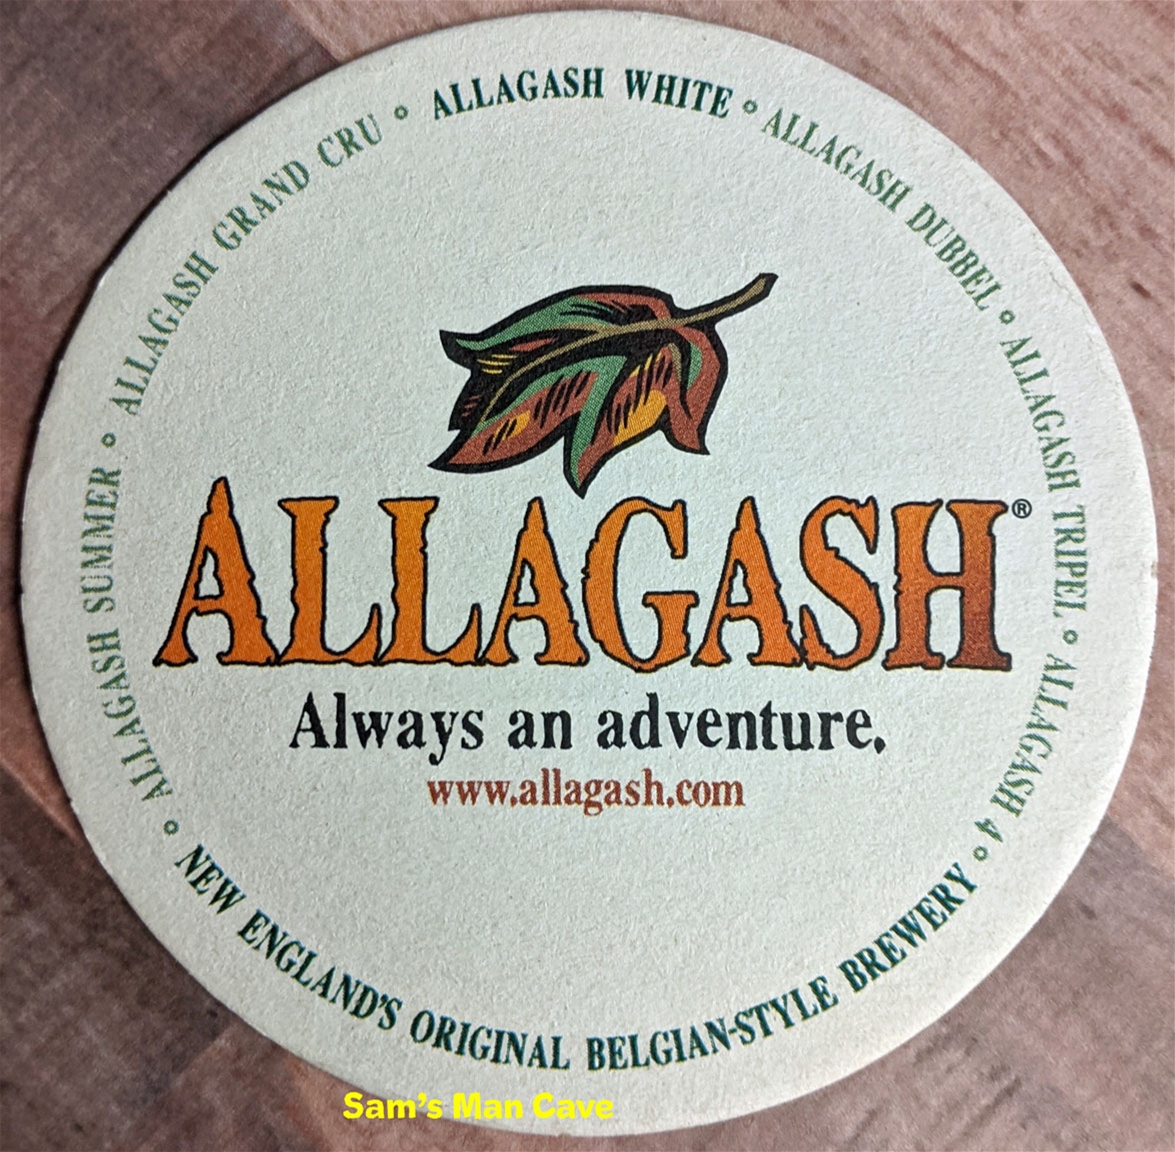 ALLAGASH WHITE ° ALLAGASH DUBBEL ° ALLAGASH TRIPEL ° ALLAGASH 4 °
ALLAGASH SUMMER ° ALLAGASH GRAND CRU °
ALLAGASH®
Always an adventure.
www.allagash.com
° NEW ENGLAND'S ORIGINAL BELGIAN-STYLE BREWERY
Sam's Man Cave